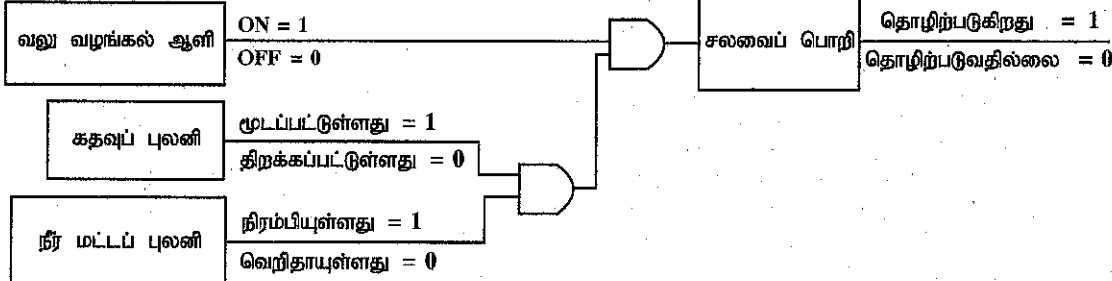 வலு வழங்கல் ஆளி
ON = 1
OFF = 0
சலவைப் பொறி
தொழிற்படுகிறது = 1
தொழிற்படுவதில்லை = 0
கதவுப் புலனி
மூடப்பட்டுள்ளது = 1
திறக்கப்பட்டுள்ளது = 0
நீர் மட்டப் புலனி
நிரம்பியுள்ளது = 1
வெறிதாயுள்ளது = 0